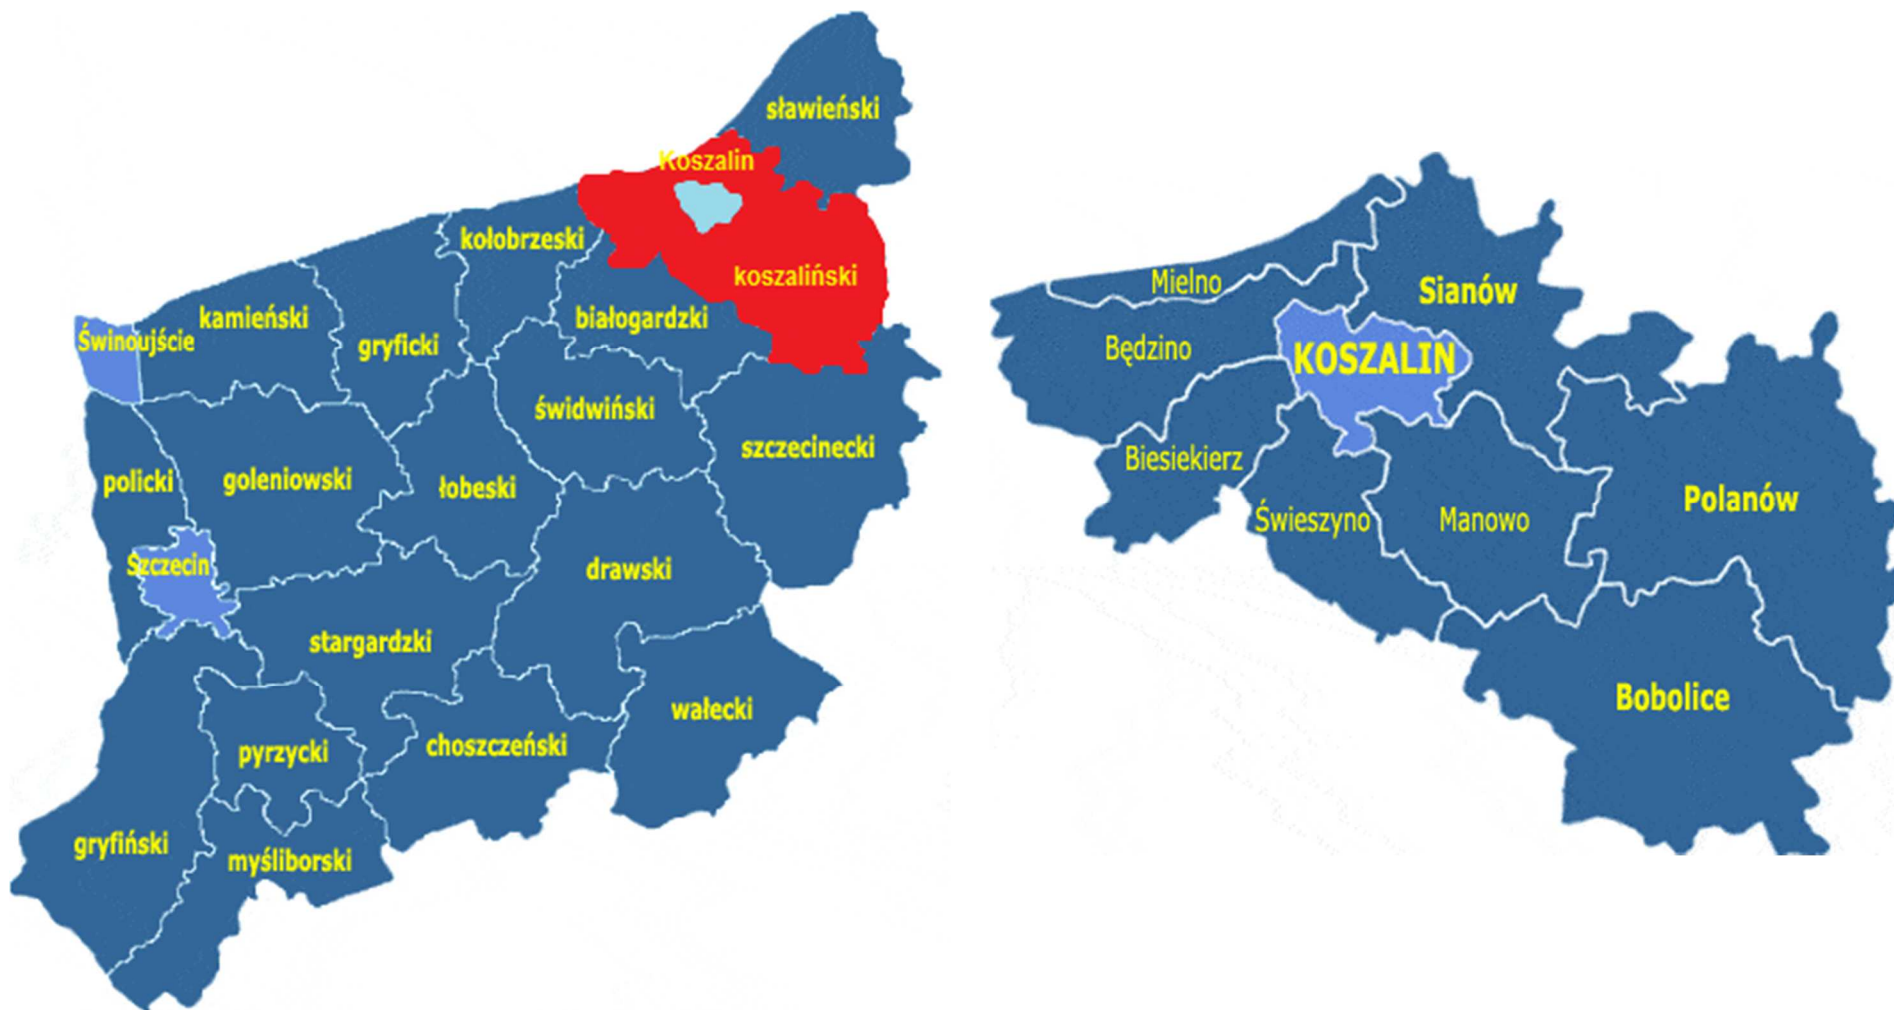 sławieński
Koszalin
kołobrzeski
koszaliński
kamieński
białogardzki
Świnoujście
gryficki
świdwiński
szczecinecki
policki
goleniowski
łobeski
Szczecin
drawski
stargardzki
wałecki
pyrzycki
choszczeński
gryfiński
myśliborski
Mielno
Sianów
Będzino
KOSZALIN
Biesiekierz
Świeszyno
Manowo
Polanów
Bobolice